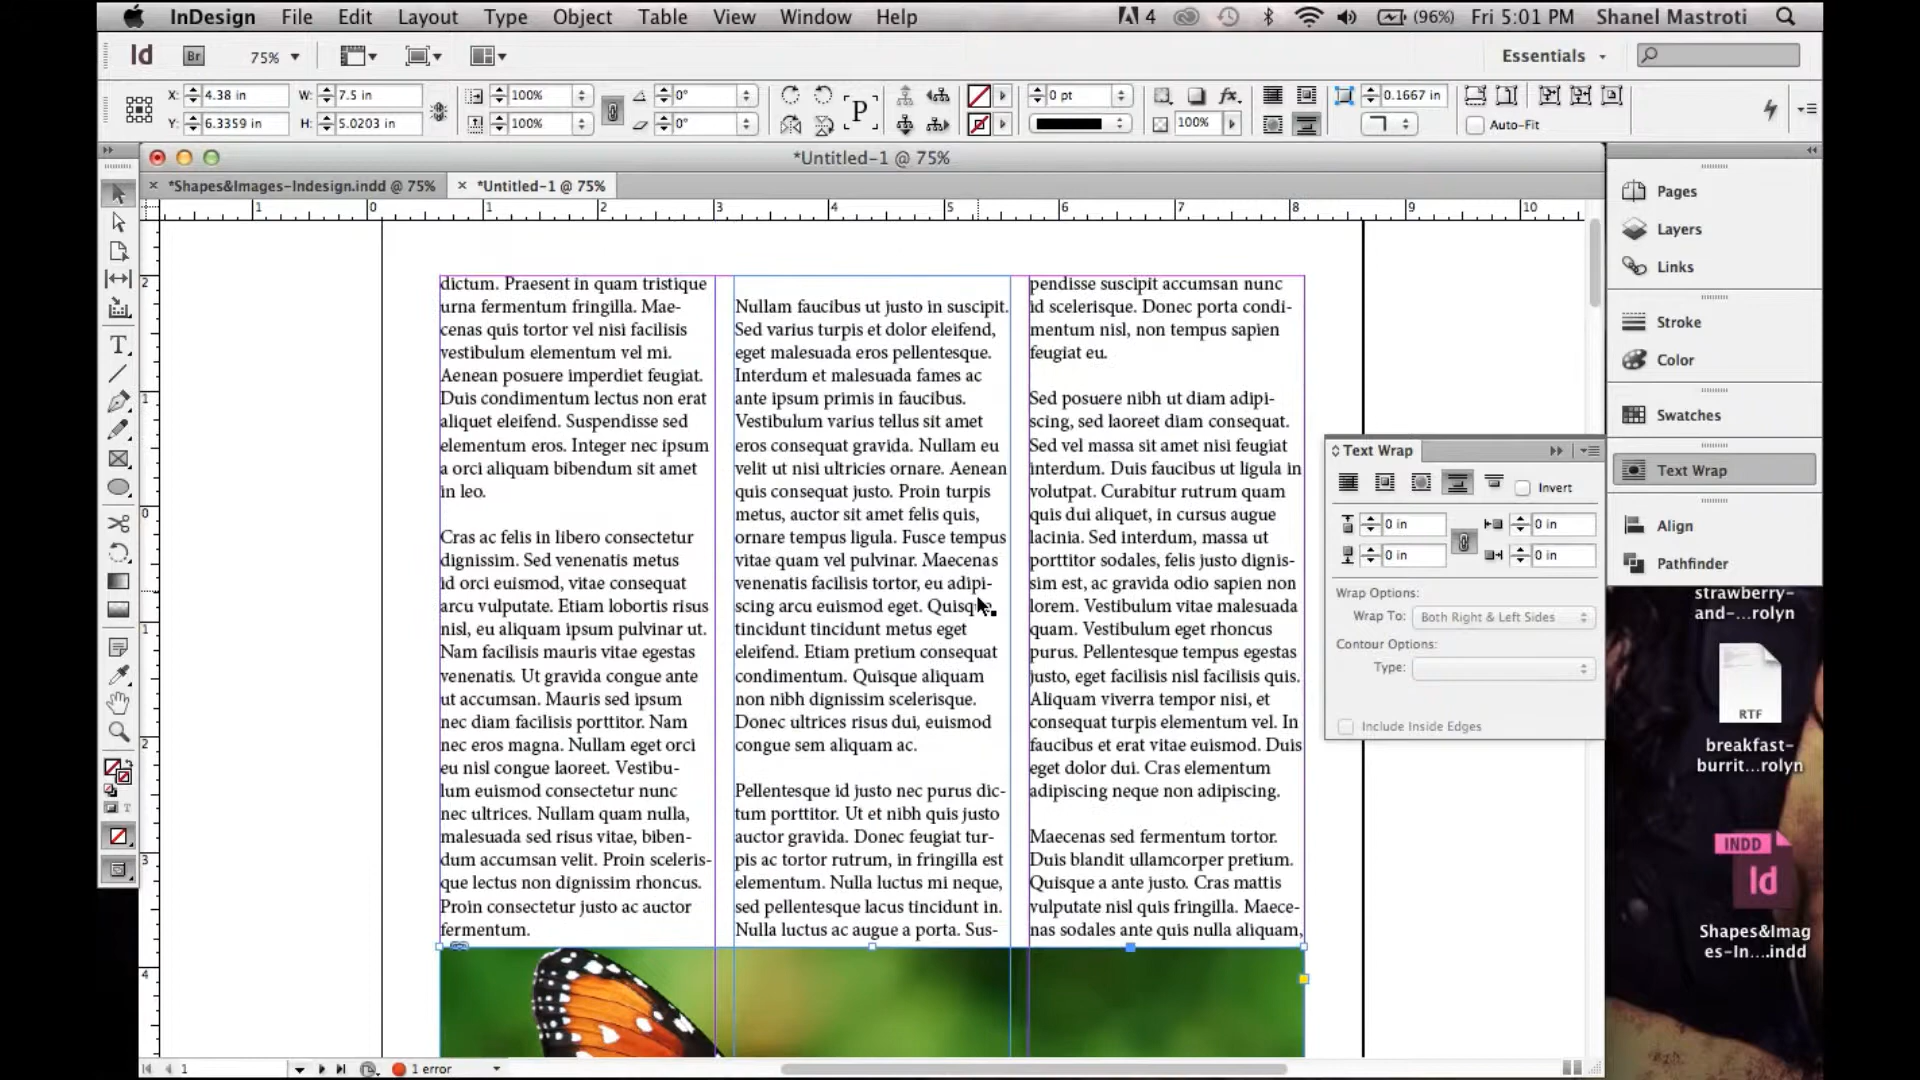 InDesign File Edit Layout Type Object Table View Window Help 4 (96%) Fri 5:01 PM Shanel Mastroti
Id Br 75% Essentials
X: 4.38 in W: 7.5 in 100% 0° 0 pt 0.1667 in
Y: 6.3359 in H: 5.0203 in 100% 0° P fx. 100% Auto-Fit
*Untitled-1 @ 75%
*Shapes&Images-Indesign.indd @ 75% *Untitled-1 @ 75%
1 0 1 2 3 4 5 6 7 8 9 10
2
1
0
1
2
3
4
dictum. Praesent in quam tristique
urna fermentum fringilla. Mae-
cenas quis tortor vel nisi facilisis
vestibulum elementum vel mi.
Aenean posuere imperdiet feugiat.
Duis condimentum lectus non erat
aliquet eleifend. Suspendisse sed
elementum eros. Integer nec ipsum
a orci aliquam bibendum sit amet
in leo.
Cras ac felis in libero consectetur
dignissim. Sed venenatis metus
id orci euismod, vitae consequat
arcu vulputate. Etiam lobortis risus
nisl, eu aliquam ipsum pulvinar ut.
Nam facilisis mauris vitae egestas
venenatis. Ut gravida congue ante
ut accumsan. Mauris sed ipsum
nec diam facilisis porttitor. Nam
nec eros magna. Nullam eget orci
eu nisl congue laoreet. Vestibu-
lum euismod consectetur nunc
nec ultrices. Nullam quam nulla,
malesuada sed risus vitae, biben-
dum accumsan velit. Proin sceleris-
que lectus non dignissim rhoncus.
Proin consectetur justo ac auctor
fermentum.
Nullam faucibus ut justo in suscipit.
Sed varius turpis et dolor eleifend,
eget malesuada eros pellentesque.
Interdum et malesuada fames ac
ante ipsum primis in faucibus.
Vestibulum varius tellus sit amet
eros consequat gravida. Nullam eu
velit ut nisi ultricies ornare. Aenean
quis consequat justo. Proin turpis
metus, auctor sit amet felis quis,
ornare tempus ligula. Fusce tempus
vitae quam vel pulvinar. Maecenas
venenatis facilisis tortor, eu adipi-
scing arcu euismod eget. Quisque
tincidunt tincidunt metus eget
eleifend. Etiam pretium consequat
condimentum. Quisque aliquam
non nibh dignissim scelerisque.
Donec ultrices risus dui, euismod
congue sem aliquam ac.
Pellentesque id justo nec purus dic-
tum porttitor. Ut et nibh quis justo
auctor gravida. Donec feugiat tur-
pis ac tortor rutrum, in fringilla est
elementum. Nulla luctus mi neque,
sed pellentesque lacus tincidunt in.
Nulla luctus ac augue a porta. Sus-
pendisse suscipit accumsan nunc
id scelerisque. Donec porta condi-
mentum nisl, non tempus sapien
feugiat eu.
Sed posuere nibh ut diam adipi-
scing, sed laoreet diam consequat.
Sed vel massa sit amet nisi feugiat
interdum. Duis faucibus ut ligula in
volutpat. Curabitur rutrum quam
quis dui aliquet, in cursus augue
lacinia. Sed interdum, massa ut
porttitor sodales, felis justo dignis-
sim est, ac gravida odio sapien non
lorem. Vestibulum vitae malesuada
quam. Vestibulum eget rhoncus
purus. Pellentesque tempus egestas
justo, eget facilisis nisl facilisis quis.
Aliquam viverra tempor nisi, et
consequat turpis elementum vel. In
faucibus et erat vitae euismod. Duis
eget dolor dui. Cras elementum
adipiscing neque non adipiscing.
Maecenas sed fermentum tortor.
Duis blandit ullamcorper pretium.
Quisque a ante justo. Cras mattis
vulputate nisl quis fringilla. Maece-
nas sodales ante quis nulla aliquam,
Text Wrap
Invert
0 in 0 in
0 in 0 in
Wrap Options:
Wrap To: Both Right & Left Sides
Contour Options:
Type:
Include Inside Edges
Pages
Layers
Links
Stroke
Color
Swatches
Text Wrap
Align
Pathfinder
strawberry-
and-...rolyn
RTF
breakfast-
burrit...rolyn
INDD
Id
Shapes&Imag
es-In....indd
1 1 error